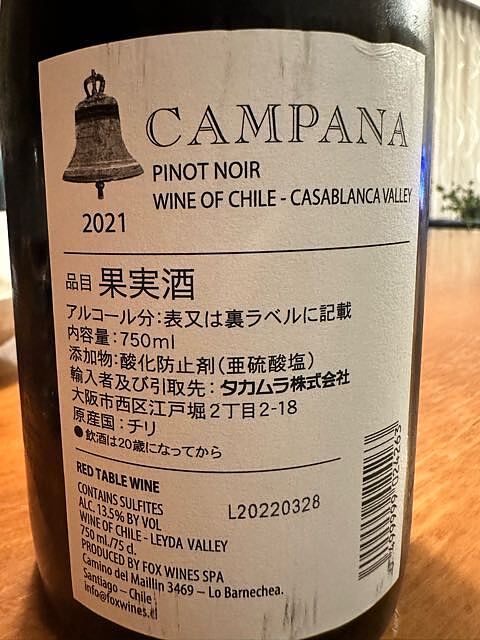 CAMPANA
PINOT NOIR
WINE OF CHILE - CASABLANCA VALLEY
2021
品目 果実酒
アルコール分:表又は裏ラベルに記載
内容量:750ml
添加物:酸化防止剤(亜硫酸塩)
輸入者及び引取先:タカムラ株式会社
大阪市西区江戸堀2丁目2-18
原産国:チリ
●飲酒は20歳になってから
RED TABLE WINE
CONTAINS SULFITES
ALC. 13.5% BY VOL
WINE OF CHILE - LEYDA VALLEY
750 ml./75 cl.
PRODUCED BY FOX WINES SPA
Camino del Maillin 3469 – Lo Barnechea.
Santiago – Chile
Info@foxwines.cl
L20220328